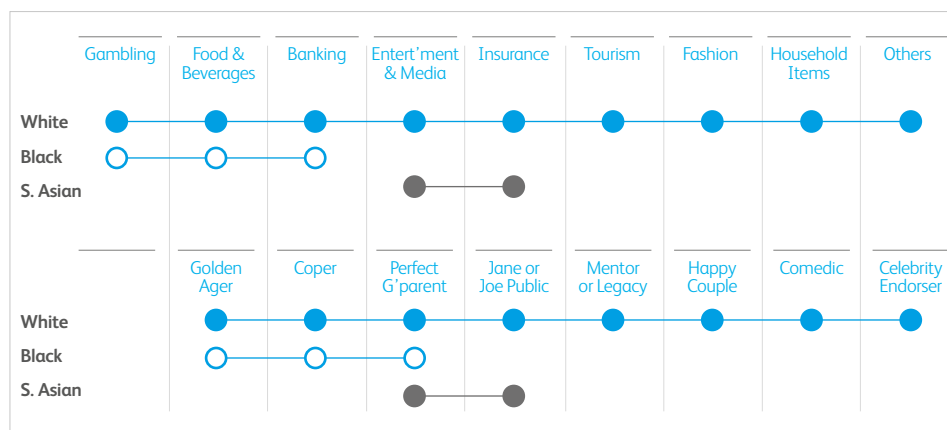 Gambling Food & Banking Entert'ment Insurance Tourism Fashion Household Others
Beverages & Media Items
White
Black
S. Asian
Golden Coper Perfect Jane or Mentor Happy Comedic Celebrity
Ager G'parent Joe Public or Legacy Couple Endorser
White
Black
S. Asian